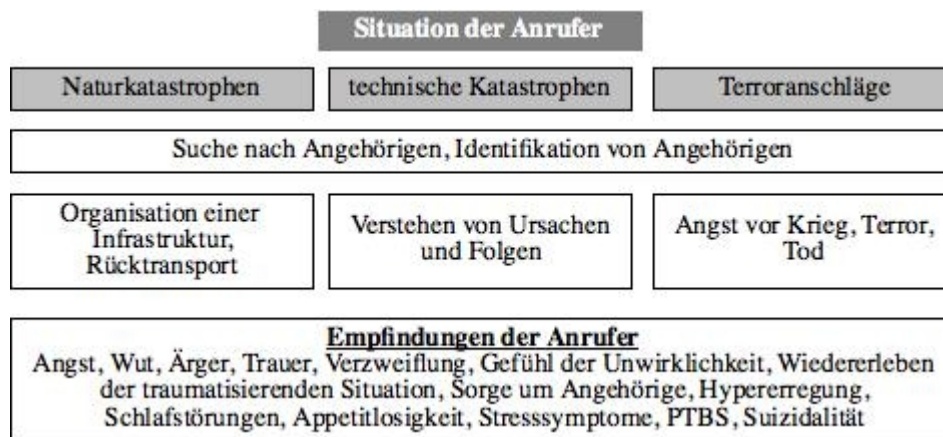 Situation der Anrufer
Naturkatastrophen
technische Katastrophen
Terroranschläge
Suche nach Angehörigen, Identifikation von Angehörigen
Organisation einer
Infrastruktur,
Rücktransport
Verstehen von Ursachen
und Folgen
Angst vor Krieg, Terror,
Tod
Empfindungen der Anrufer
Angst, Wut, Ärger, Trauer, Verzweiflung, Gefühl der Unwirklichkeit, Wiedererleben
der traumatisierenden Situation, Sorge um Angehörige, Hypererregung,
Schlafstörungen, Appetitlosigkeit, Stresssymptome, PTBS, Suizidalität